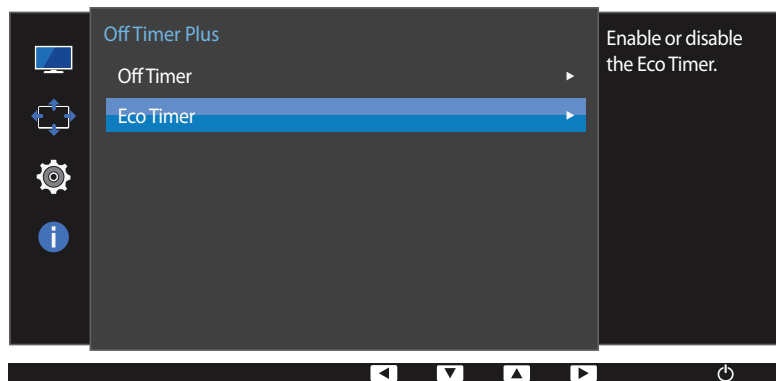 Off Timer Plus
Off Timer
Eco Timer
Enable or disable
the Eco Timer.